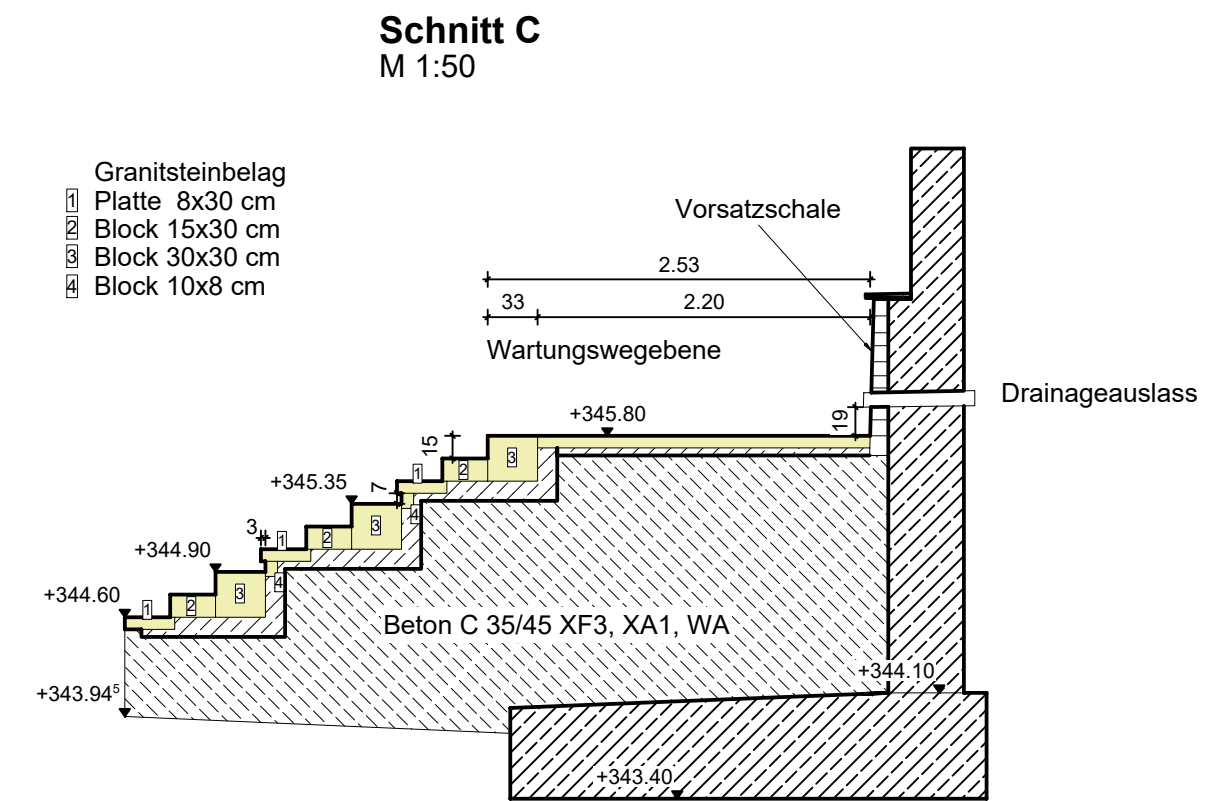 Schnitt C
M 1:50
Granitsteinbelag
1 Platte 8x30 cm
2 Block 15x30 cm
3 Block 30x30 cm
4 Block 10x8 cm
Vorsatzschale
2.53
33 2.20
Wartungswegebene
Drainageauslass
+345.80
19
15
1 2 3
+345.35
7
4
3
1 2 3
+344.90
4
+344.60
1 2 3
Beton C 35/45 XF3, XA1, WA
+344.10
+343.94⁵
+343.40